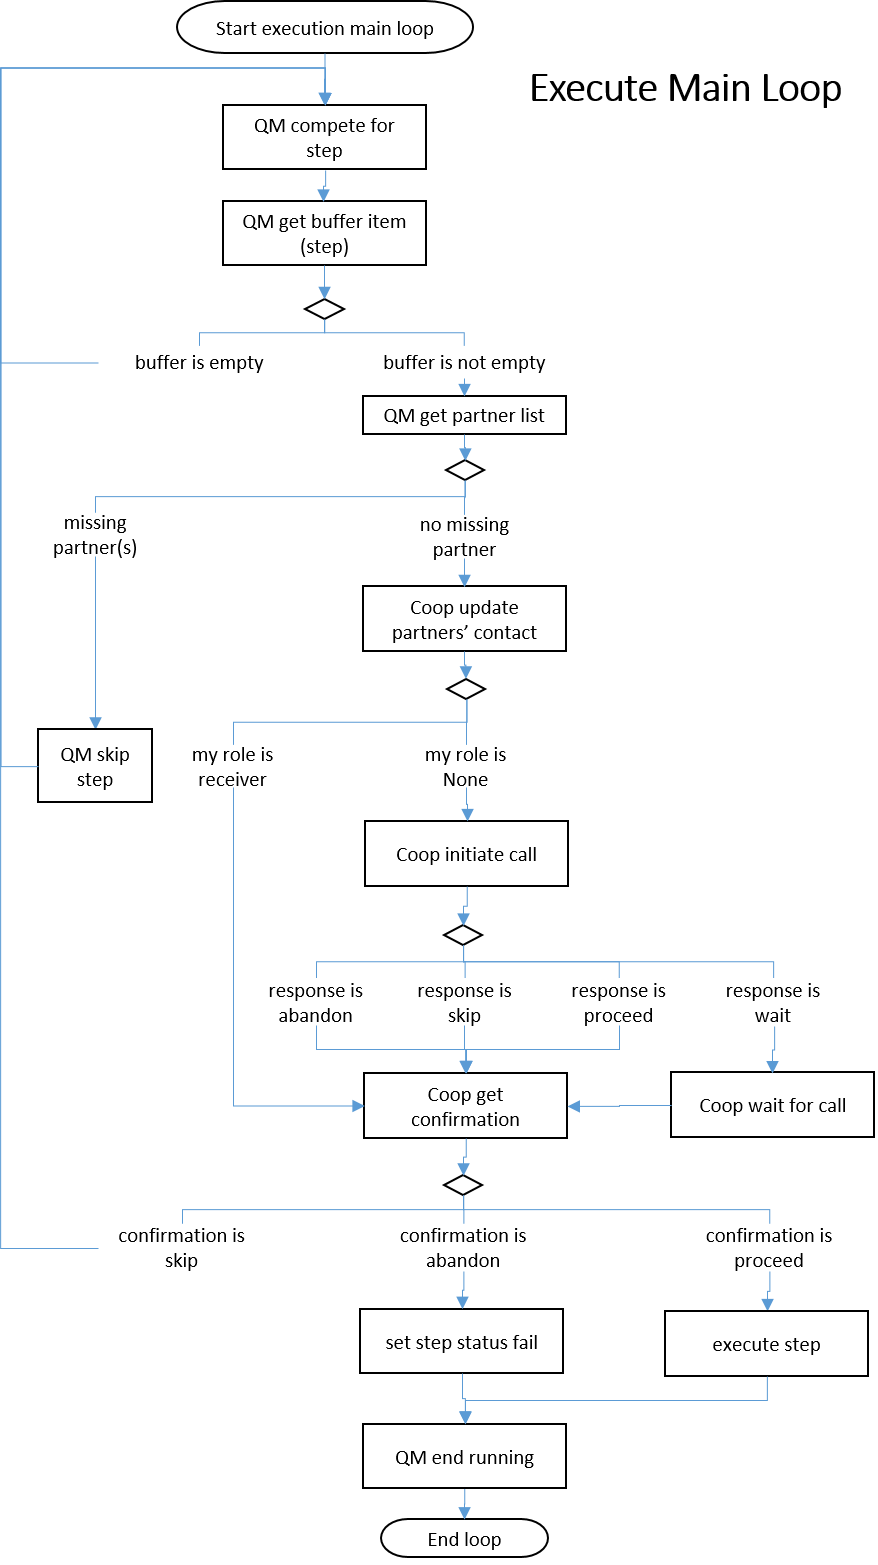 Start execution main loop
Execute Main Loop
QM compete for
step
QM get buffer item
(step)
buffer is empty
buffer is not empty
QM get partner list
missing
partner(s)
no missing
partner
Coop update
partners’ contact
QM skip
step
my role is
receiver
my role is
None
Coop initiate call
response is
abandon
response is
skip
response is
proceed
response is
wait
Coop get
confirmation
Coop wait for call
confirmation is
skip
confirmation is
abandon
confirmation is
proceed
set step status fail
execute step
QM end running
End loop